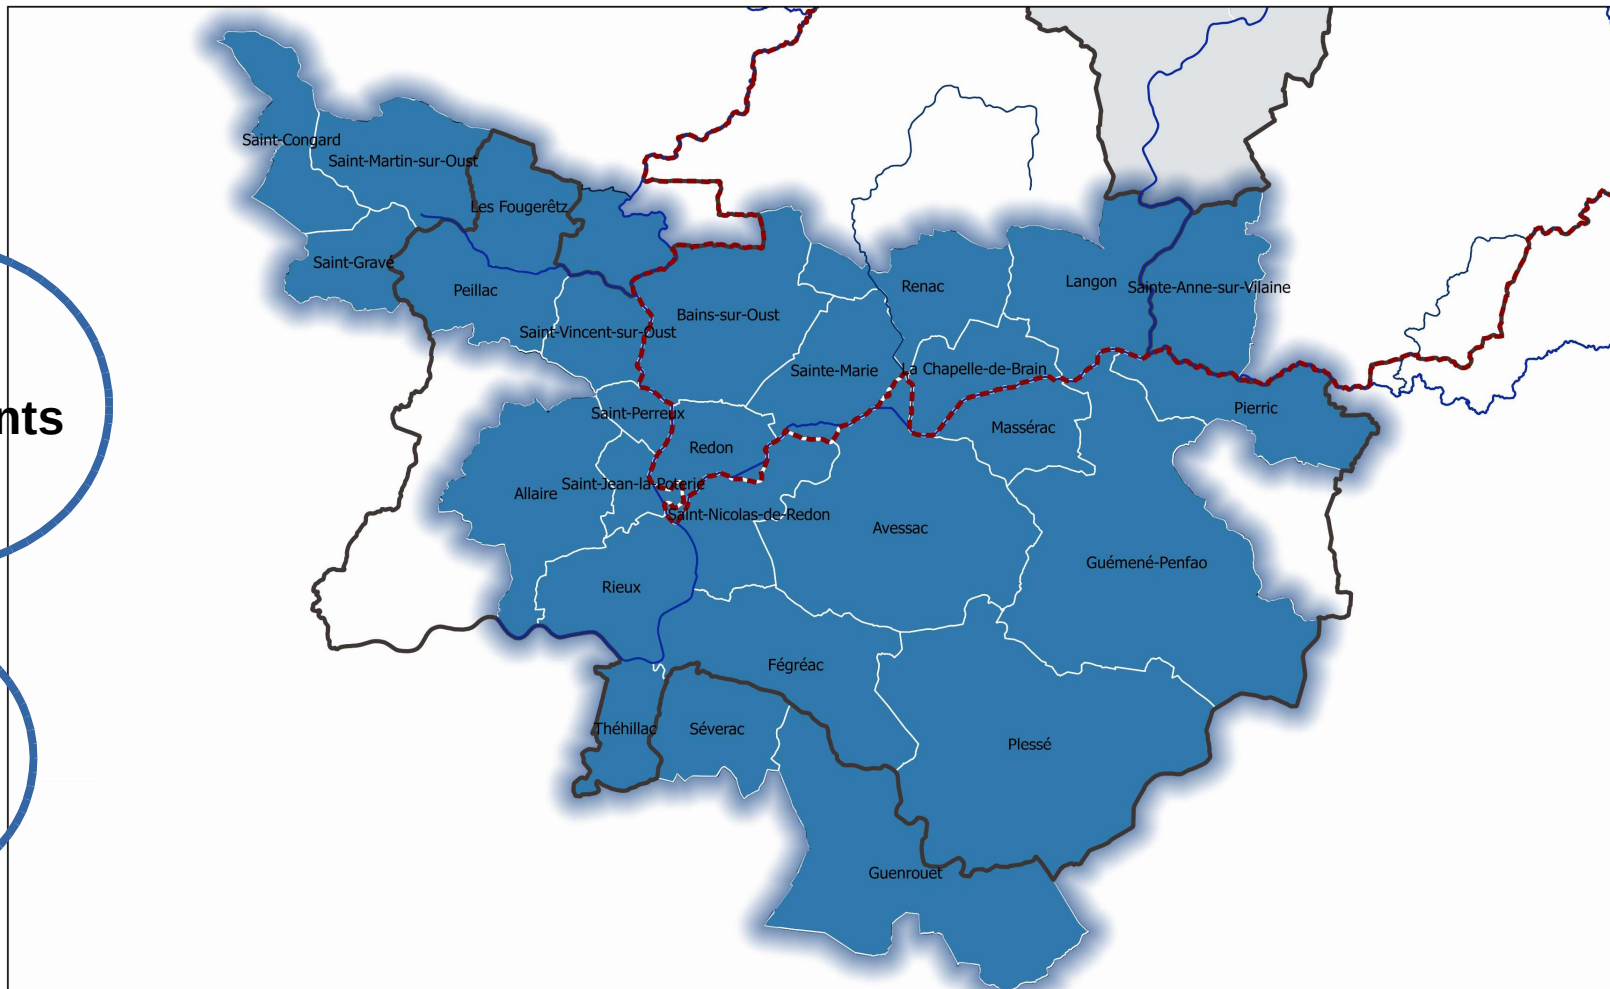 Saint-Congard
Saint-Martin-sur-Oust
Les Fougerêtz
Saint-Gravé
Peillac
Saint-Vincent-sur-Oust
Bains-sur-Oust
Renac
Langon
Sainte-Anne-sur-Vilaine
Sainte-Marie
La Chapelle-de-Brain
Pierric
Saint-Perreux
Redon
Massérac
nts
Allaire
Saint-Jean-la-Poterie
Saint-Nicolas-de-Redon
Avessac
Guémené-Penfao
Rieux
Fégréac
Théhillac
Séverac
Plessé
Guenrouet